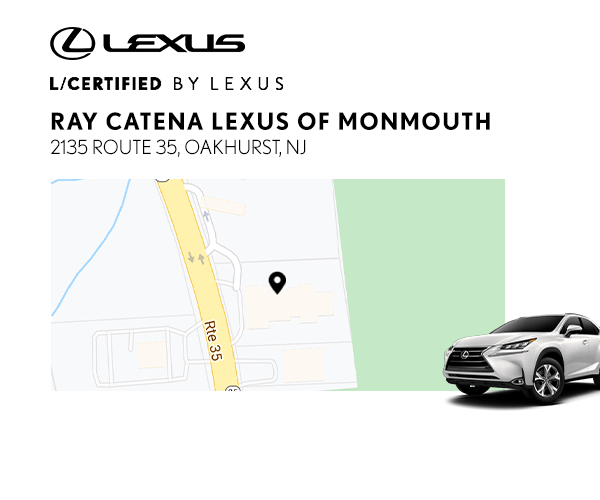 LEXUS
L/CERTIFIED BY LEXUS
RAY CATENA LEXUS OF MONMOUTH
2135 ROUTE 35, OAKHURST, NJ
Rte 35